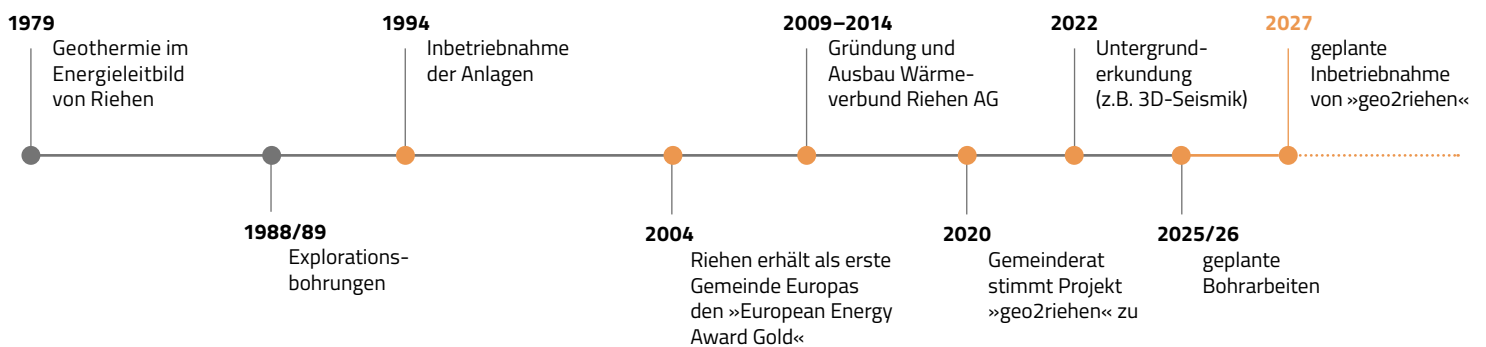 1979
Geothermie im
Energieleitbild
von Riehen
1988/89
Explorations-
bohrungen
1994
Inbetriebnahme
der Anlagen
2004
Riehen erhält als erste
Gemeinde Europas
den »European Energy
Award Gold«
2009–2014
Gründung und
Ausbau Wärme-
verbund Riehen AG
2020
Gemeinderat
stimmt Projekt
»geo2riehen« zu
2022
Untergrund-
erkundung
(z.B. 3D-Seismik)
2025/26
geplante
Bohrarbeiten
2027
geplante
Inbetriebnahme
von »geo2riehen«